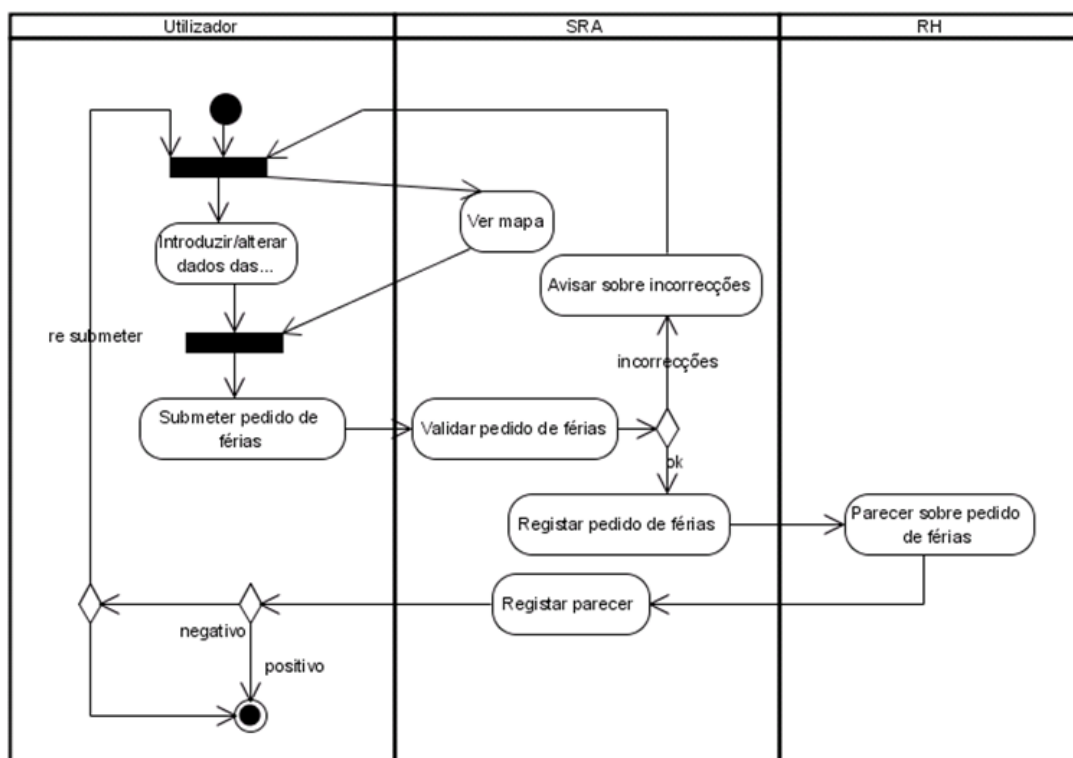 Utilizador
SRA
RH
Ver mapa
Introduzir/alterar
dados das...
Avisar sobre incorrecções
re submeter
incorrecções
Submeter pedido de
férias
Validar pedido de férias
ok
Registar pedido de férias
Parecer sobre pedido
de férias
Registar parecer
negativo
positivo